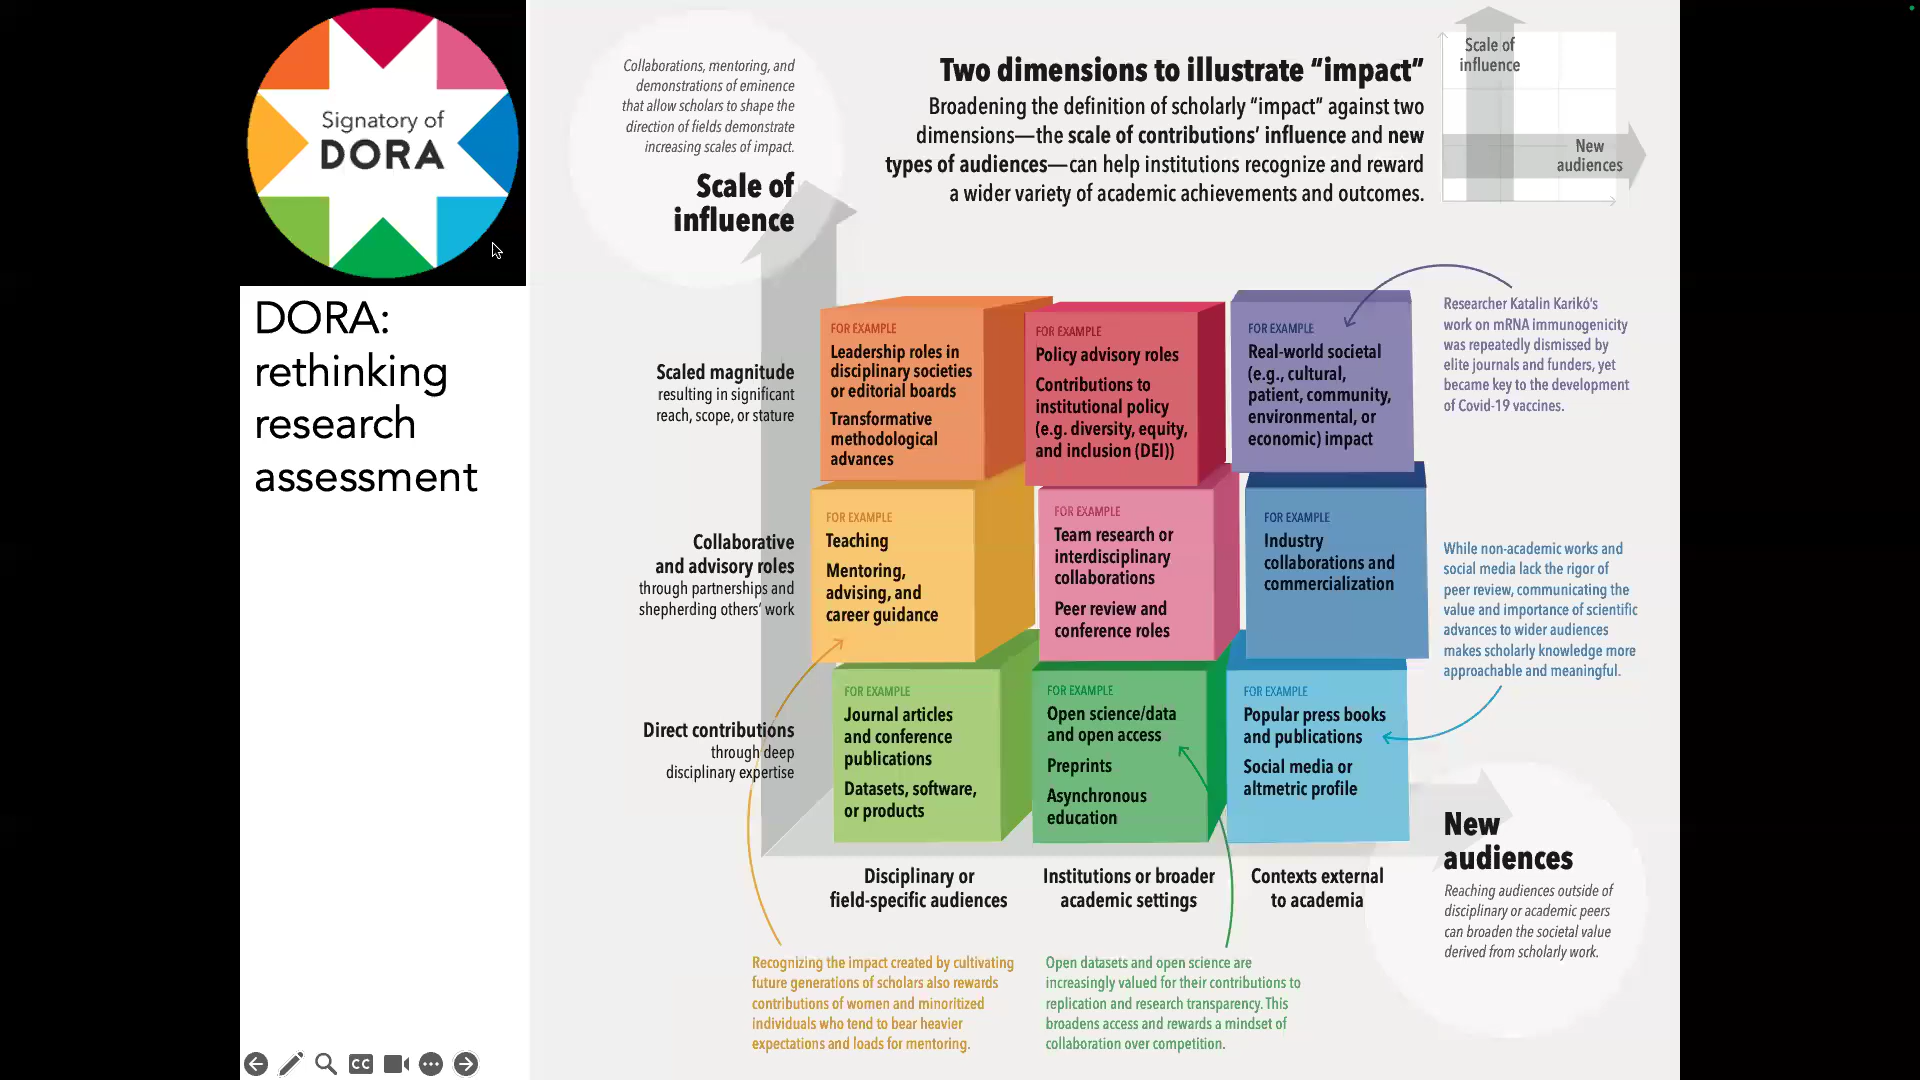 Signatory of
DORA
DORA:
rethinking
research
assessment
Collaborations, mentoring, and
demonstrations of eminence
that allow scholars to shape the
direction of fields demonstrate
increasing scales of impact.
Scale of
influence
Two dimensions to illustrate “impact”
Broadening the definition of scholarly “impact” against two
dimensions—the scale of contributions’ influence and new
types of audiences—can help institutions recognize and reward
a wider variety of academic achievements and outcomes.
Scale of
influence
New
audiences
Scaled magnitude
resulting in significant
reach, scope, or stature
FOR EXAMPLE
Leadership roles in
disciplinary societies
or editorial boards
Transformative
methodological
advances
FOR EXAMPLE
Policy advisory roles
Contributions to
institutional policy
(e.g. diversity, equity,
and inclusion (DEI))
FOR EXAMPLE
Real-world societal
(e.g., cultural,
patient, community,
environmental, or
economic) impact
Researcher Katalin Karikó’s
work on mRNA immunogenicity
was repeatedly dismissed by
elite journals and funders, yet
became key to the development
of Covid-19 vaccines.
Collaborative
and advisory roles
through partnerships and
shepherding others’ work
FOR EXAMPLE
Teaching
Mentoring,
advising, and
career guidance
FOR EXAMPLE
Team research or
interdisciplinary
collaborations
Peer review and
conference roles
FOR EXAMPLE
Industry
collaborations and
commercialization
While non-academic works and
social media lack the rigor of
peer review, communicating the
value and importance of scientific
advances to wider audiences
makes scholarly knowledge more
approachable and meaningful.
Direct contributions
through deep
disciplinary expertise
FOR EXAMPLE
Journal articles
and conference
publications
Datasets, software,
or products
FOR EXAMPLE
Open science/data
and open access
Preprints
Asynchronous
education
FOR EXAMPLE
Popular press books
and publications
Social media or
altmetric profile
Disciplinary or
field-specific audiences
Institutions or broader
academic settings
Contexts external
to academia
New
audiences
Reaching audiences outside of
disciplinary or academic peers
can broaden the societal value
derived from scholarly work.
Recognizing the impact created by cultivating
future generations of scholars also rewards
contributions of women and minoritized
individuals who tend to bear heavier
expectations and loads for mentoring.
Open datasets and open science are
increasingly valued for their contributions to
replication and research transparency. This
broadens access and rewards a mindset of
collaboration over competition.
CC